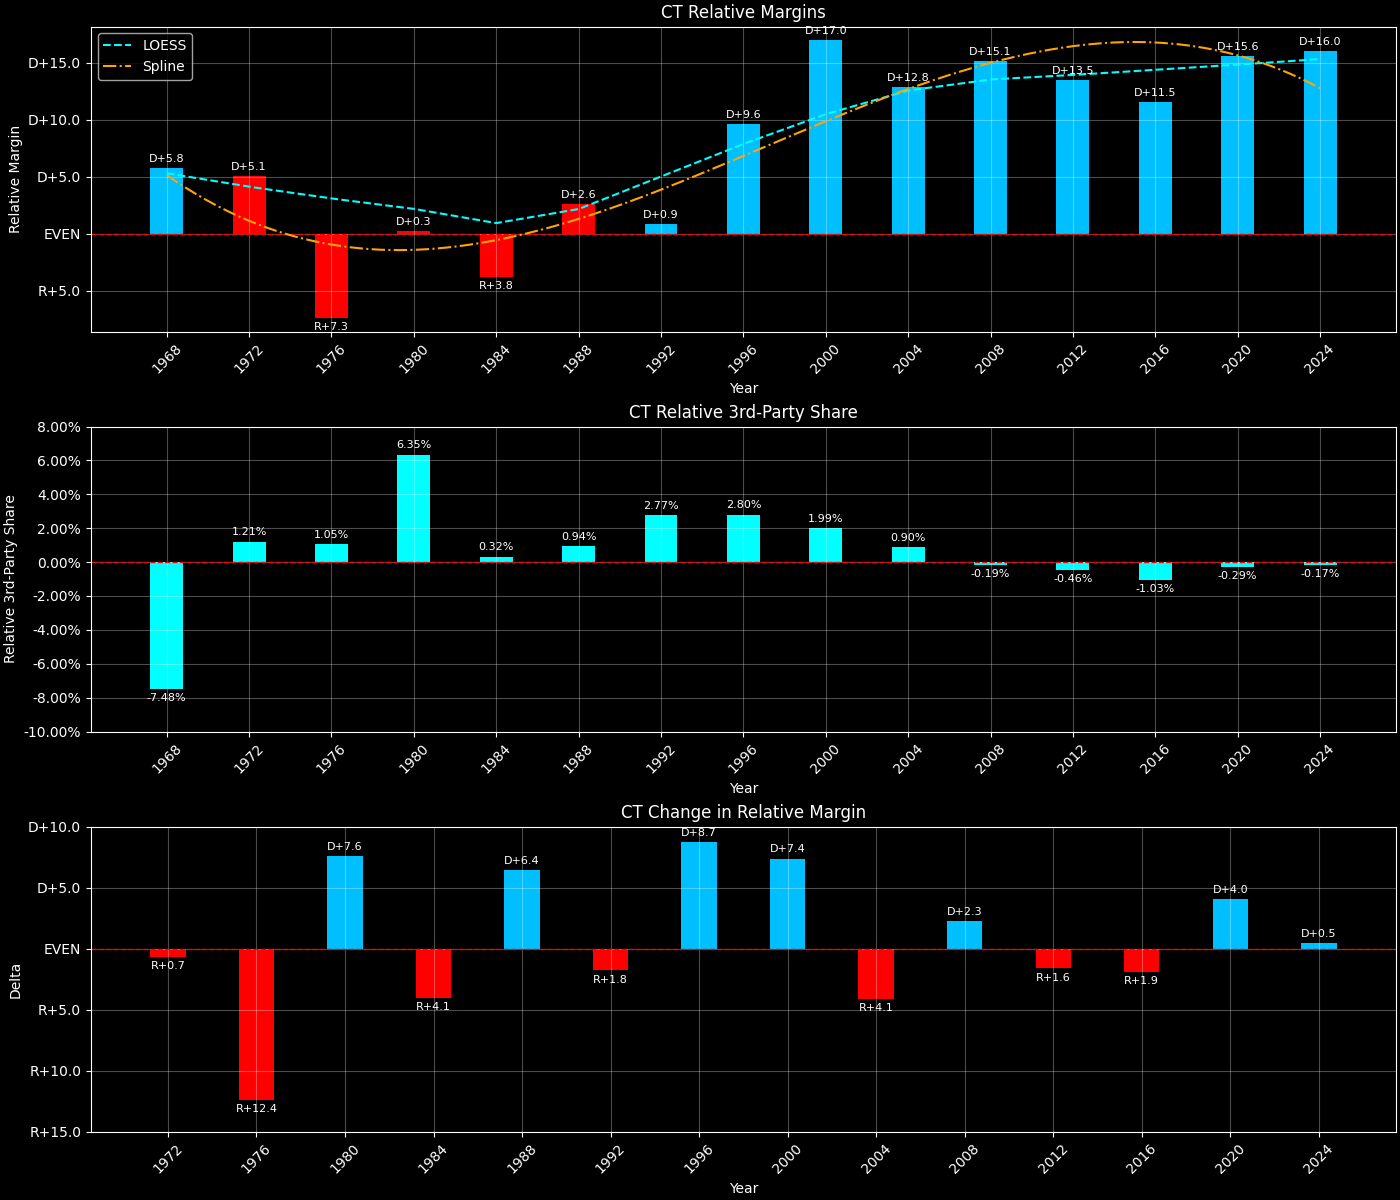 CT Relative Margins
LOESS
Spline
Relative Margin
D+15.0
D+10.0
D+5.0
EVEN
R+5.0
D+5.8
D+5.1
R+7.3
D+0.3
R+3.8
D+2.6
D+0.9
D+9.6
D+17.0
D+12.8
D+15.1
D+13.5
D+11.5
D+15.6
D+16.0
1968
1972
1976
1980
1984
1988
1992
1996
2000
2004
2008
2012
2016
2020
2024
Year
CT Relative 3rd-Party Share
Relative 3rd-Party Share
8.00%
6.00%
4.00%
2.00%
0.00%
-2.00%
-4.00%
-6.00%
-8.00%
-10.00%
-7.48%
1.21%
1.05%
6.35%
0.32%
0.94%
2.77%
2.80%
1.99%
0.90%
-0.19%
-0.46%
-1.03%
-0.29%
-0.17%
1968
1972
1976
1980
1984
1988
1992
1996
2000
2004
2008
2012
2016
2020
2024
Year
CT Change in Relative Margin
Delta
D+10.0
D+5.0
EVEN
R+5.0
R+10.0
R+15.0
R+0.7
R+12.4
D+7.6
R+4.1
D+6.4
R+1.8
D+8.7
D+7.4
R+4.1
D+2.3
R+1.6
R+1.9
D+4.0
D+0.5
1972
1976
1980
1984
1988
1992
1996
2000
2004
2008
2012
2016
2020
2024
Year